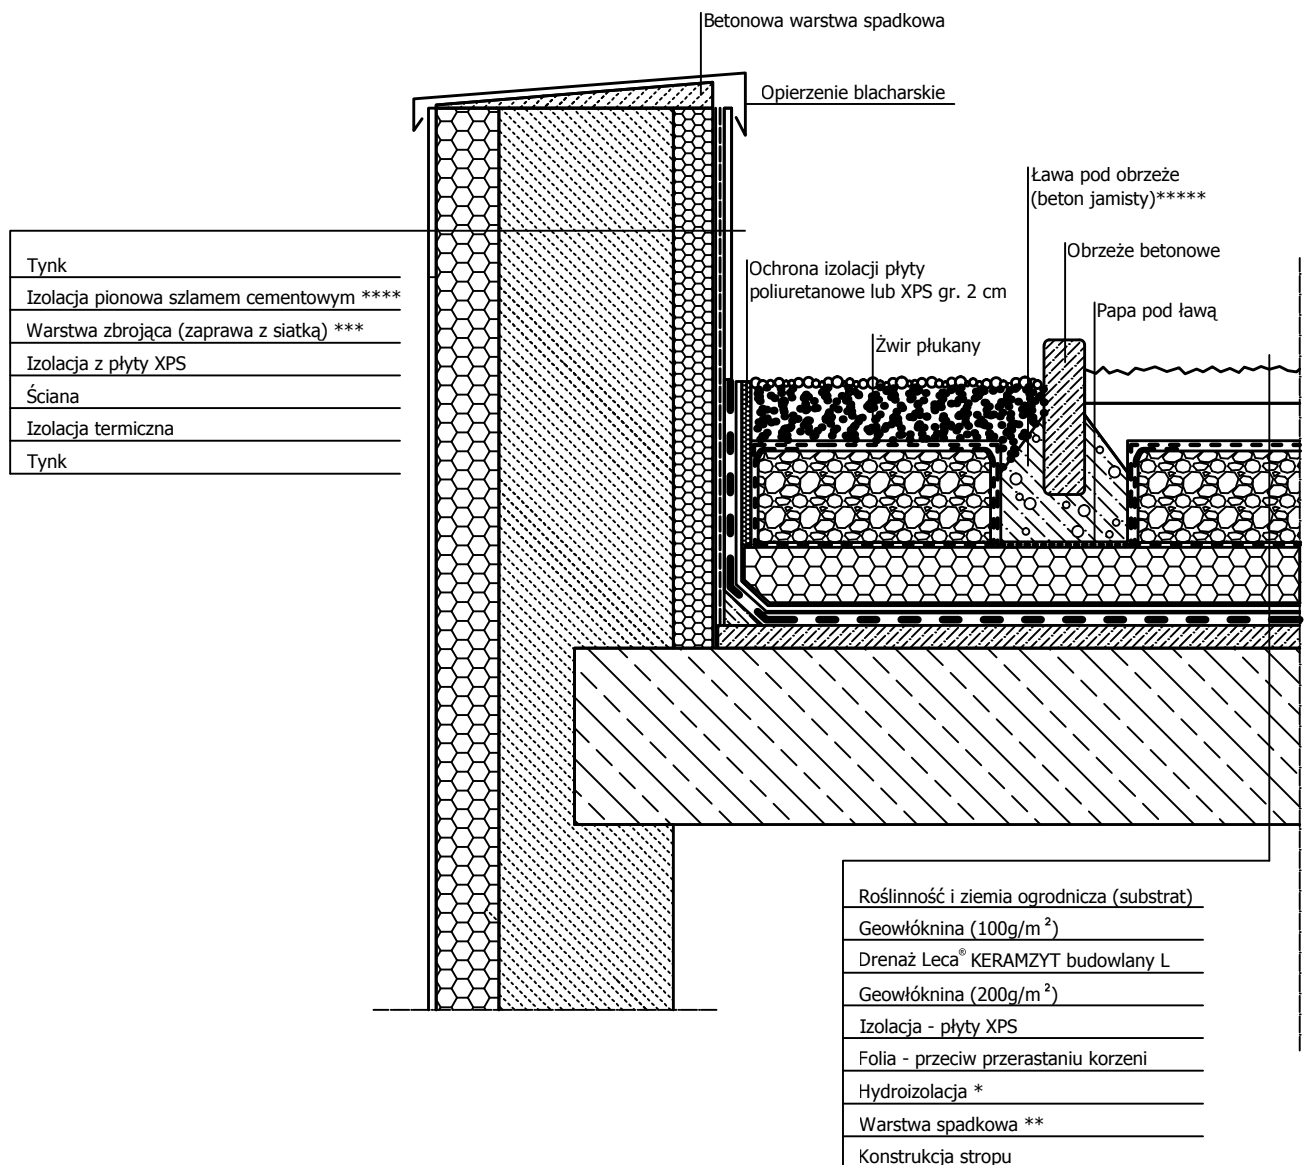 Betonowa warstwa spadkowa
Opierzenie blacharskie
Ława pod obrzeże
(beton jamisty)*****
Obrzeże betonowe
Ochrona izolacji płyty
poliuretanowe lub XPS gr. 2 cm
Papa pod ławą
Żwir płukany
Tynk
Izolacja pionowa szlamem cementowym ****
Warstwa zbrojąca (zaprawa z siatką) ***
Izolacja z płyty XPS
Ściana
Izolacja termiczna
Tynk
Roślinność i ziemia ogrodnicza (substrat)
Geowłóknina (100g/m²)
Drenaż Leca® KERAMZYT budowlany L
Geowłóknina (200g/m²)
Izolacja - płyty XPS
Folia - przeciw przerastaniu korzeni
Hydroizolacja *
Warstwa spadkowa **
Konstrukcja stropu